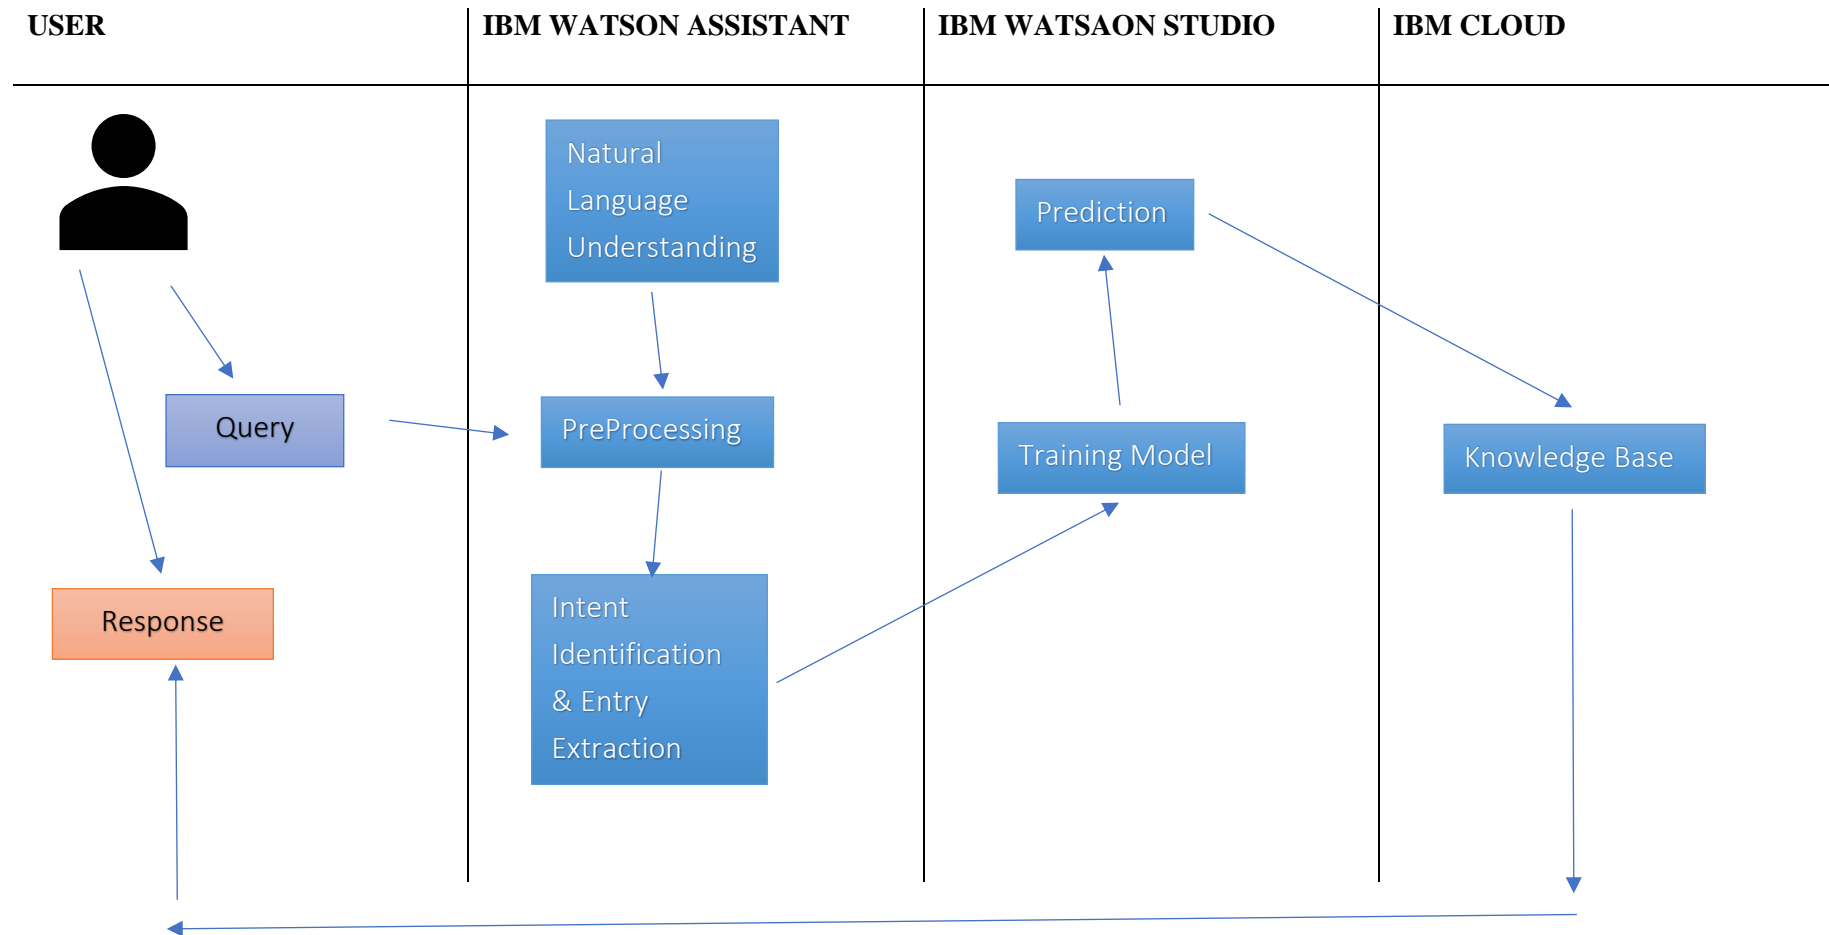 USER
IBM WATSON ASSISTANT
IBM WATSAON STUDIO
IBM CLOUD
Natural
Language
Understanding
Prediction
Query
PreProcessing
Training Model
Knowledge Base
Response
Intent
Identification
& Entry
Extraction